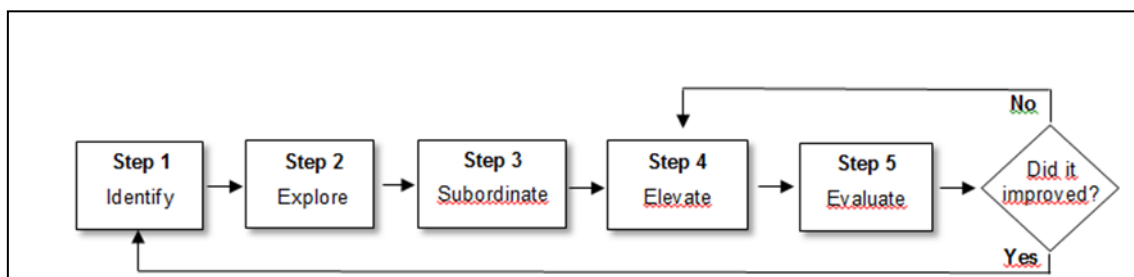 No
Step 1
Identify
Step 2
Explore
Step 3
Subordinate
Step 4
Elevate
Step 5
Evaluate
Did it
improved?
Yes